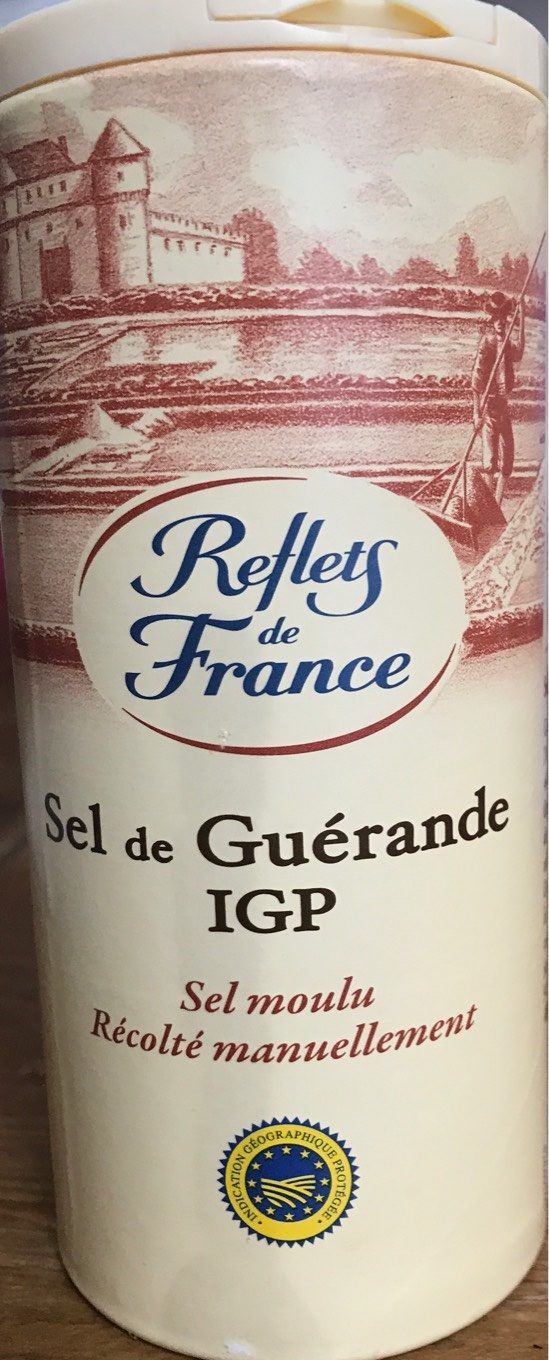 Reflets
de
France
Sel de Guérande
IGP
Sel moulu
Récolté manuellement
INDICATION GÉOGRAPHIQUE PROTÉGÉE